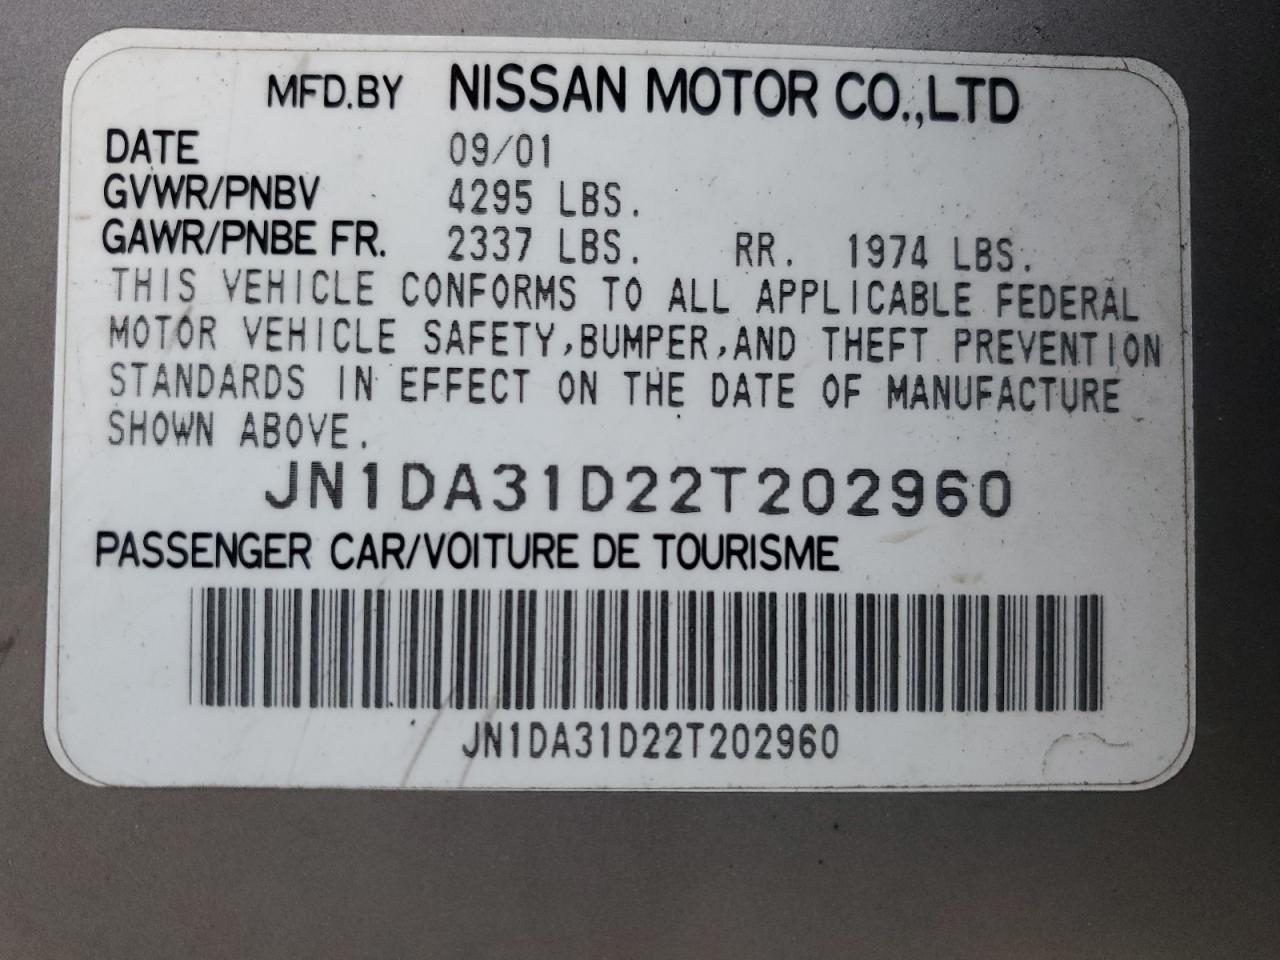 MFD.BY NISSAN MOTOR CO.,LTD
DATE 09/01
GVWR/PNBV 4295 LBS.
GAWR/PNBE FR. 2337 LBS. RR. 1974 LBS.
THIS VEHICLE CONFORMS TO ALL APPLICABLE FEDERAL
MOTOR VEHICLE SAFETY,BUMPER,AND THEFT PREVENTION
STANDARDS IN EFFECT ON THE DATE OF MANUFACTURE
SHOWN ABOVE.
JN1DA31D22T202960
PASSENGER CAR/VOITURE DE TOURISME
JN1DA31D22T202960